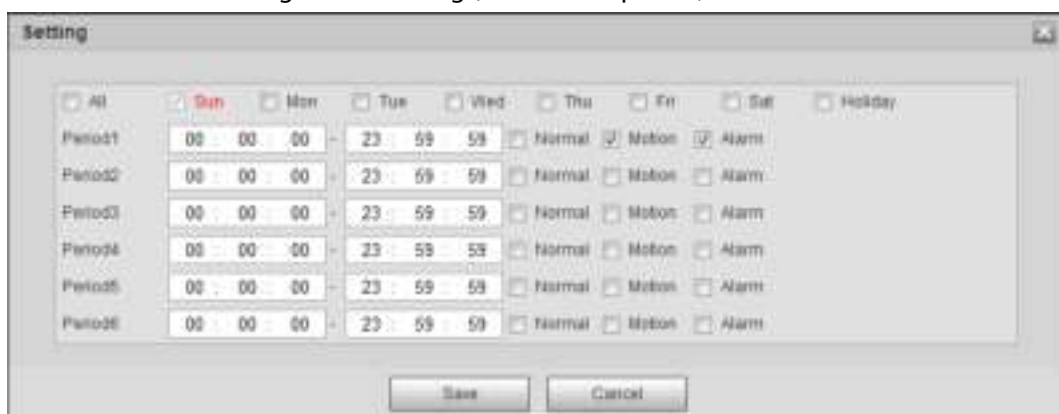 Setting
All Sun Mon Tue Wed Thu Fri Sat Holiday
Period1 00 : 00 : 00 - 23 : 59 : 59 Normal Motion Alarm
Period2 00 : 00 : 00 - 23 : 59 : 59 Normal Motion Alarm
Period3 00 : 00 : 00 - 23 : 59 : 59 Normal Motion Alarm
Period4 00 : 00 : 00 - 23 : 59 : 59 Normal Motion Alarm
Period5 00 : 00 : 00 - 23 : 59 : 59 Normal Motion Alarm
Period6 00 : 00 : 00 - 23 : 59 : 59 Normal Motion Alarm
Save Cancel